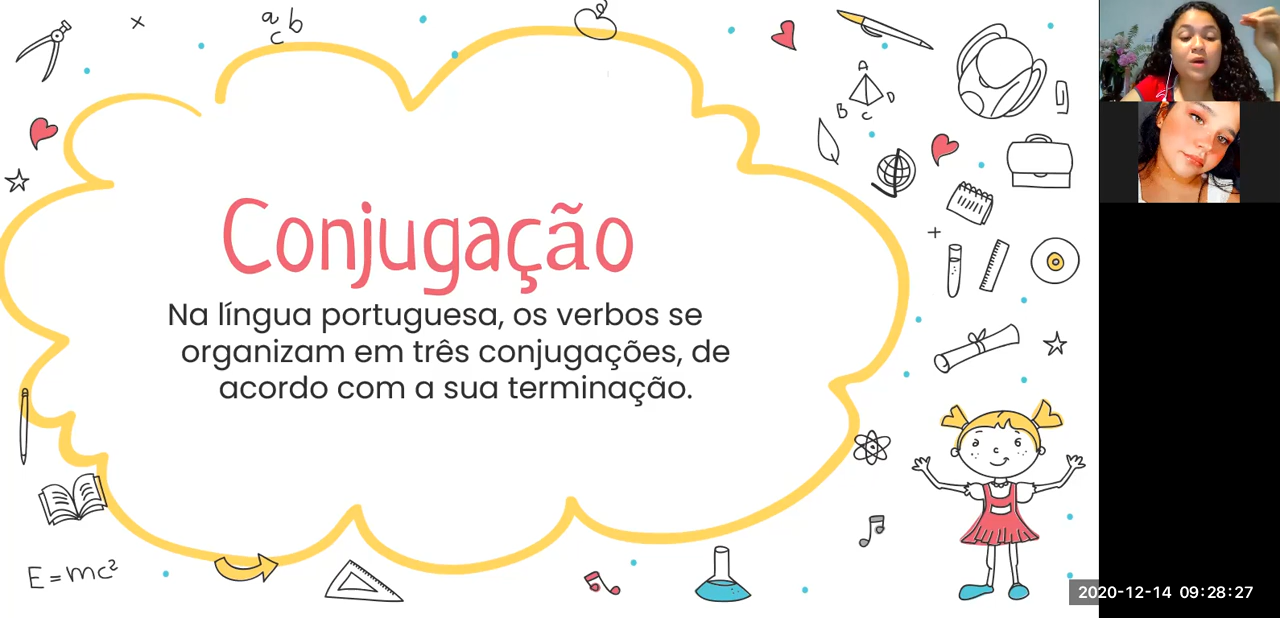 a b
c
A
B
C
D
Conjugação
Na língua portuguesa, os verbos se
organizam em três conjugações, de
acordo com a sua terminação.
E=mc²
2020-12-14 09:28:27